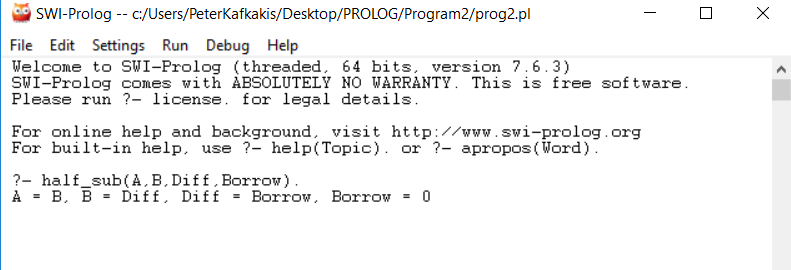 SWI-Prolog -- c:/Users/PeterKafkakis/Desktop/PROLOG/Program2/prog2.pl
File Edit Settings Run Debug Help
Welcome to SWI-Prolog (threaded, 64 bits, version 7.6.3)
SWI-Prolog comes with ABSOLUTELY NO WARRANTY. This is free software.
Please run ?- license. for legal details.
For online help and background, visit http://www.swi-prolog.org
For built-in help, use ?- help(Topic). or ?- apropos(Word).
?- half_sub(A,B,Diff,Borrow).
A = B, B = Diff, Diff = Borrow, Borrow = 0